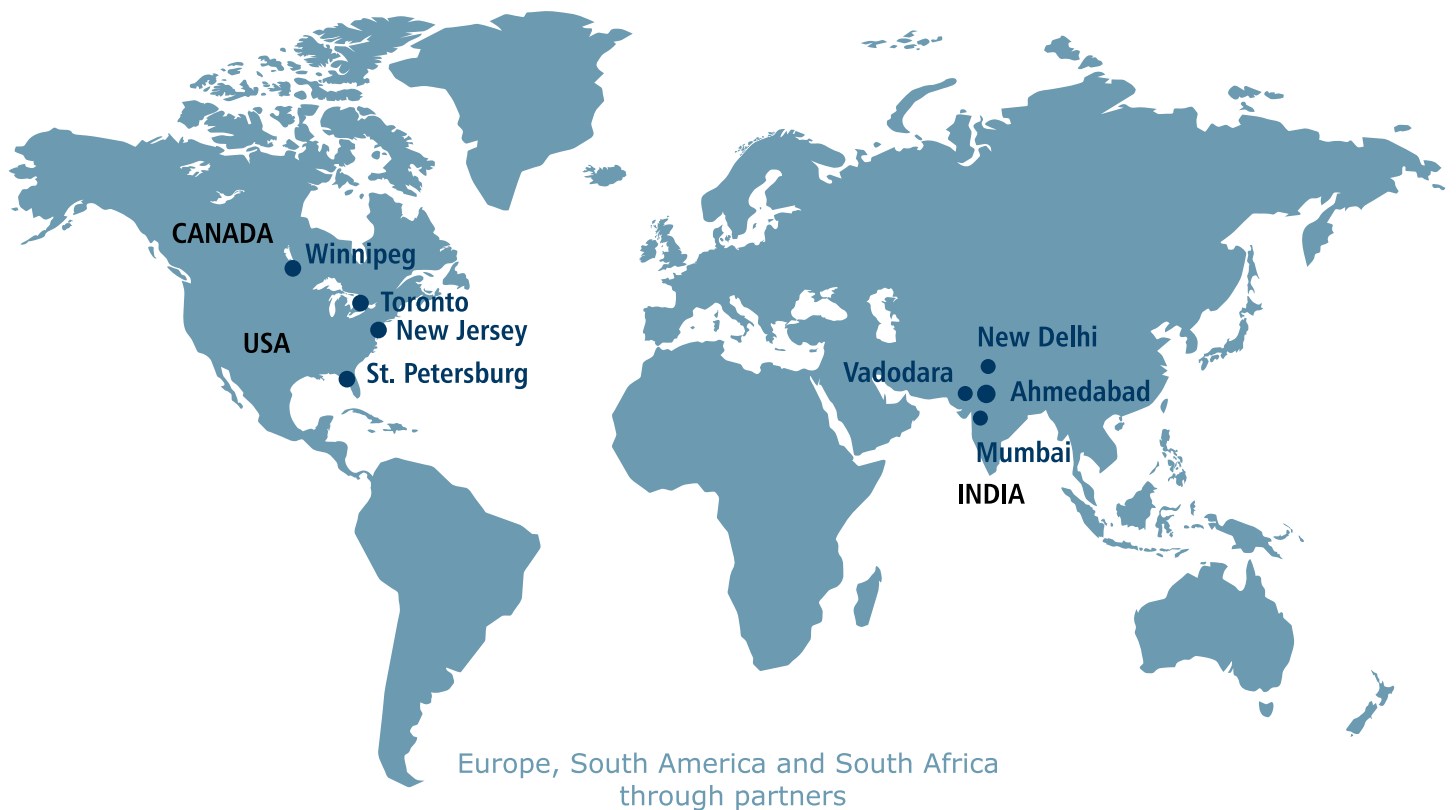 CANADA
Winnipeg
Toronto
New Jersey
USA
St. Petersburg
New Delhi
Vadodara
Ahmedabad
Mumbai
INDIA
Europe, South America and South Africa
through partners